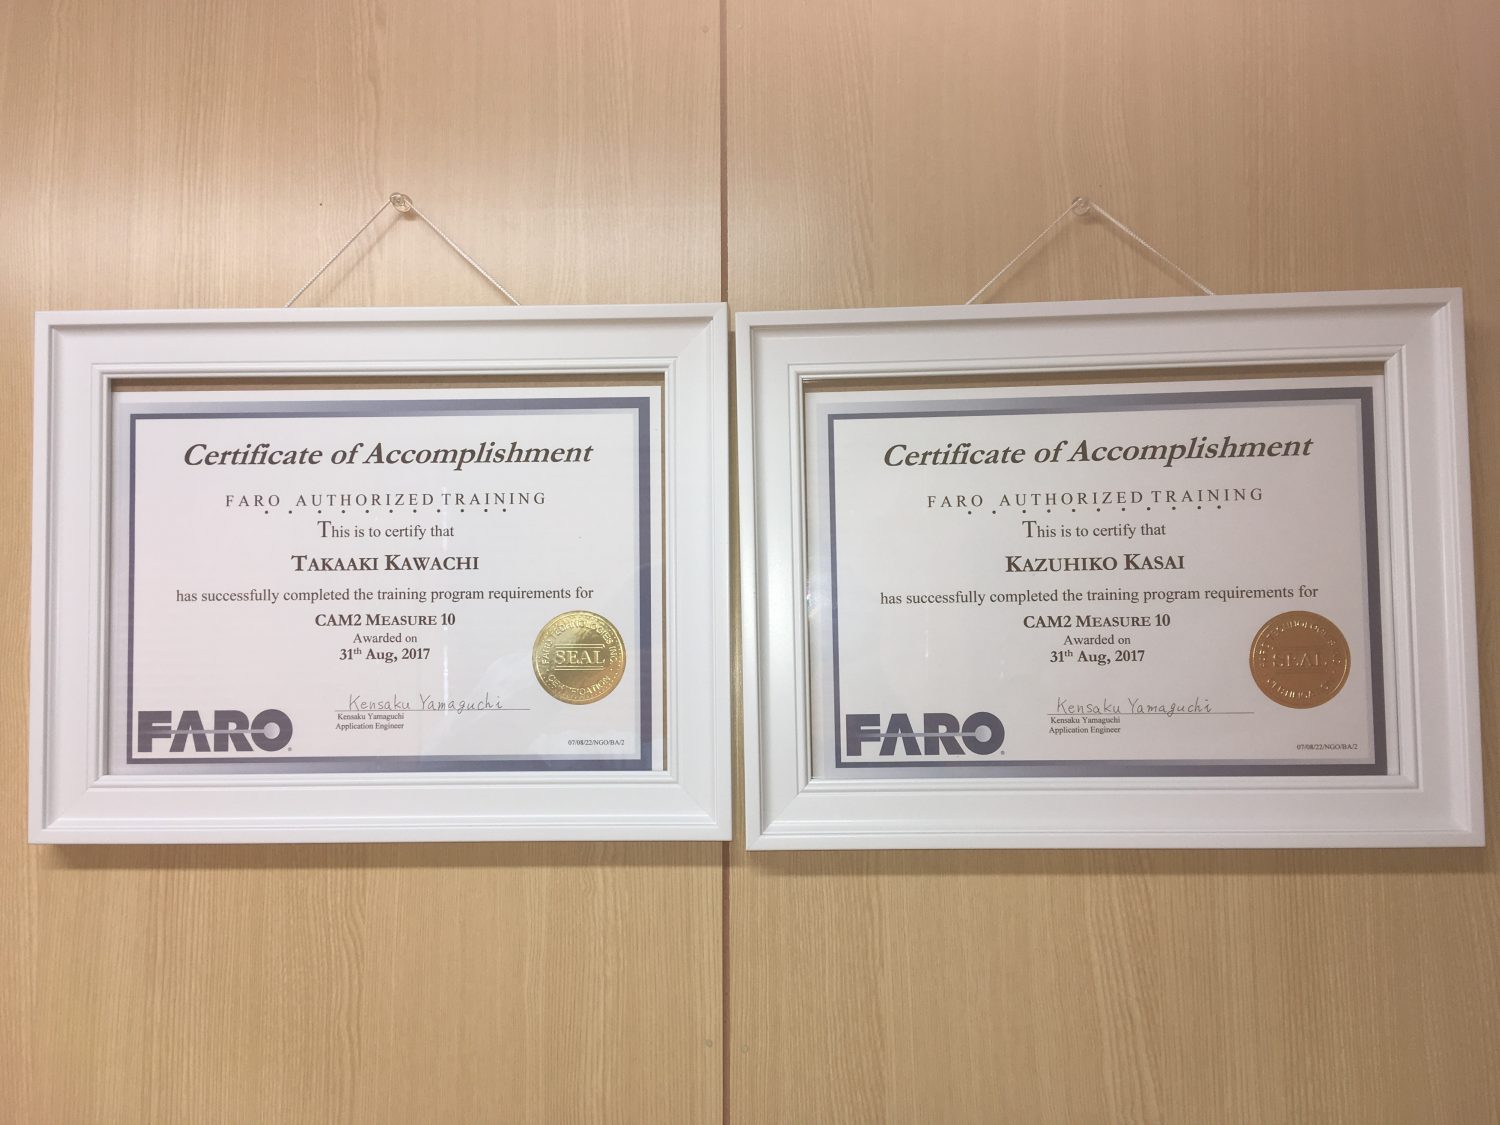 Certificate of Accomplishment
FARO AUTHORIZED TRAINING
This is to certify that
TAKAAKI KAWACHI
has successfully completed the training program requirements for
CAM2 MEASURE 10
Awarded on
31th Aug, 2017
FARO TECHNOLOGIES INC.
SEAL
CERTIFICATION
Kensaku Yamaguchi
Kensaku Yamaguchi
Application Engineer
FARO®
07/08/22/NGO/BA/2
Certificate of Accomplishment
FARO AUTHORIZED TRAINING
This is to certify that
KAZUHIKO KASAI
has successfully completed the training program requirements for
CAM2 MEASURE 10
Awarded on
31th Aug, 2017
SEAL
Kensaku Yamaguchi
Kensaku Yamaguchi
Application Engineer
FARO®
07/08/22/NGO/BA/2